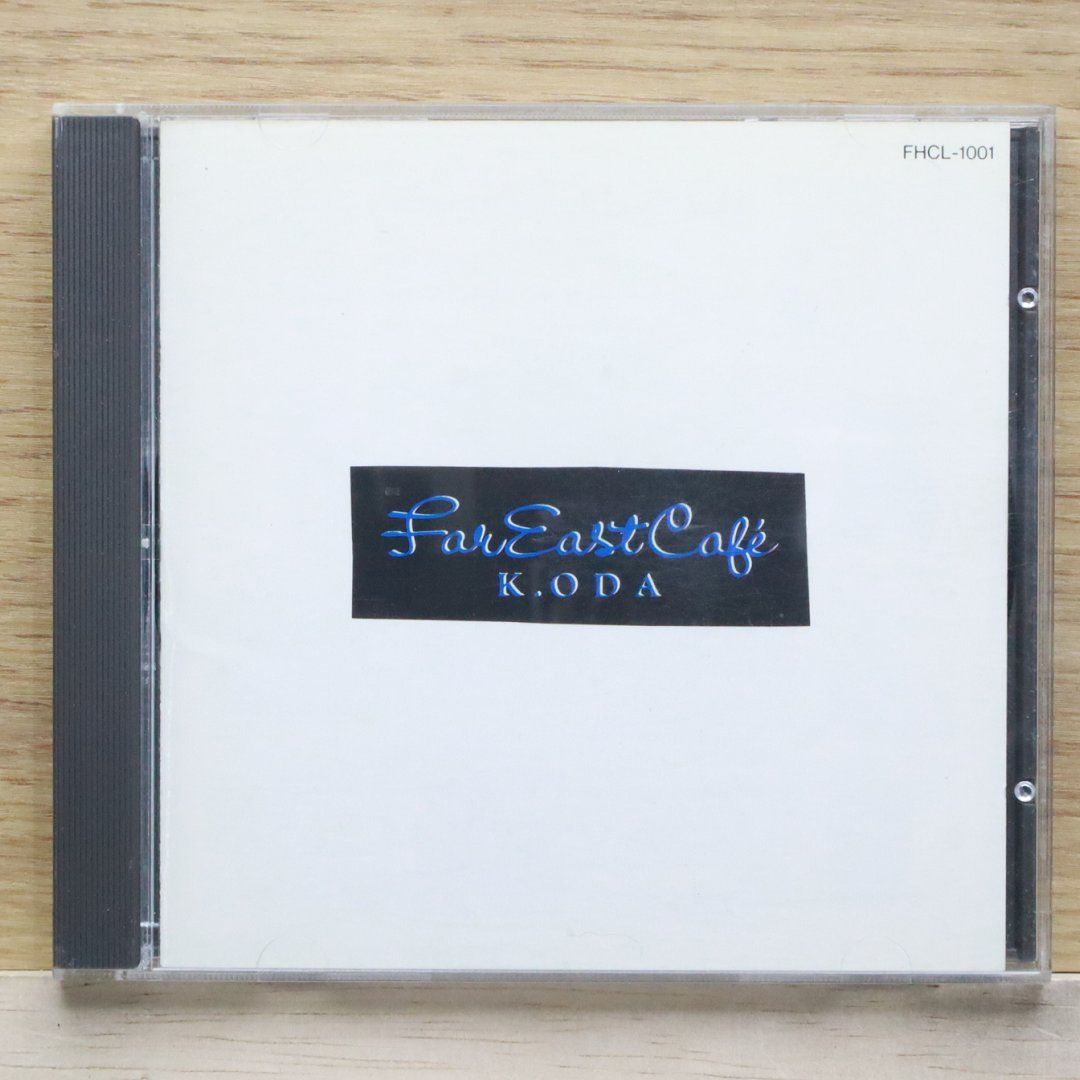 FHCL-1001
Far East Café
K.ODA